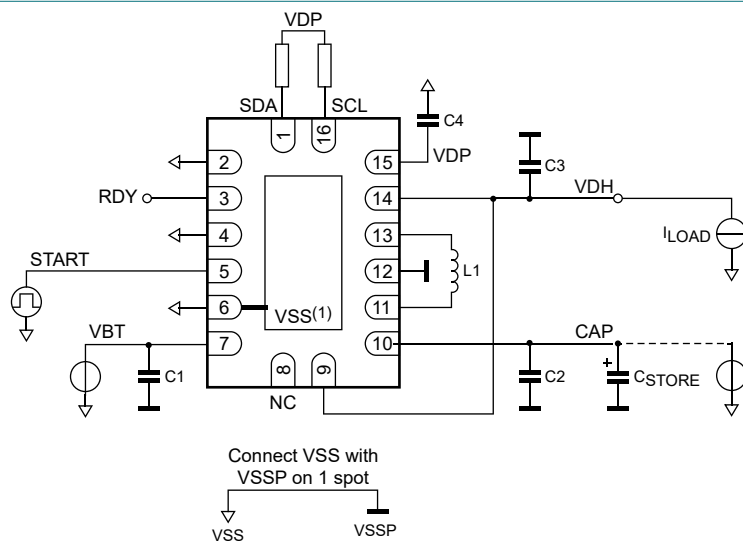 VDP
SDA SCL
1 16
C4
2 15 VDP
C3
RDY 3 14 VDH
4 13
ILOAD
START 5 12 L1
6 11
VSS(1)
VBT 7 10 CAP
C1 8 9 C2 + CSTORE
NC
Connect VSS with
VSSP on 1 spot
VSS VSSP